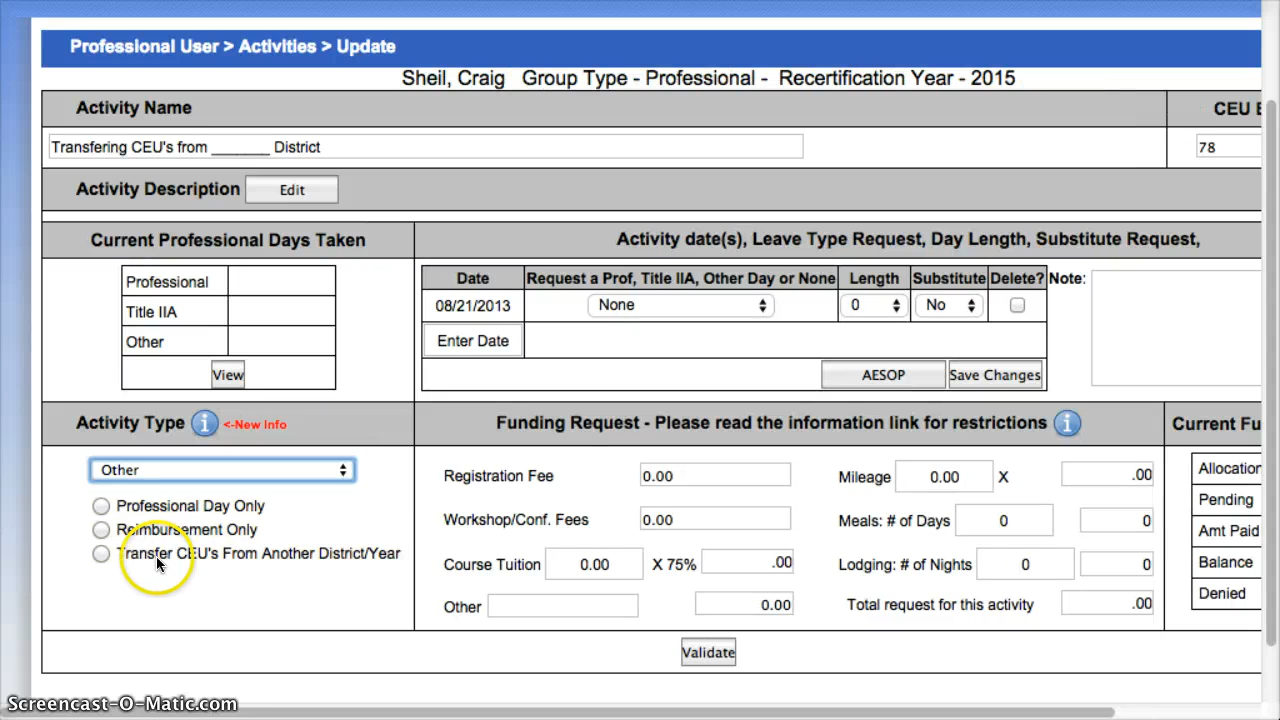 Professional User > Activities > Update
Sheil, Craig Group Type - Professional - Recertification Year - 2015
Activity Name
CEU E
Transfering CEU's from _______ District
78
Activity Description
Edit
Current Professional Days Taken
Activity date(s), Leave Type Request, Day Length, Substitute Request,
Professional
Title IIA
Other
View
Date
Request a Prof, Title IIA, Other Day or None
Length
Substitute
Delete?
Note:
08/21/2013
None
0
No
Enter Date
AESOP
Save Changes
Activity Type
i
<-New Info
Funding Request - Please read the information link for restrictions
i
Current Fu
Other
Professional Day Only
Reimbursement Only
Transfer CEU's From Another District/Year
Registration Fee 0.00
Workshop/Conf. Fees 0.00
Course Tuition 0.00 X 75% .00
Other 0.00
Mileage 0.00 X .00
Meals: # of Days 0 0
Lodging: # of Nights 0 0
Total request for this activity .00
Allocation
Pending
Amt Paid
Balance
Denied
Validate
Screencast-O-Matic.com